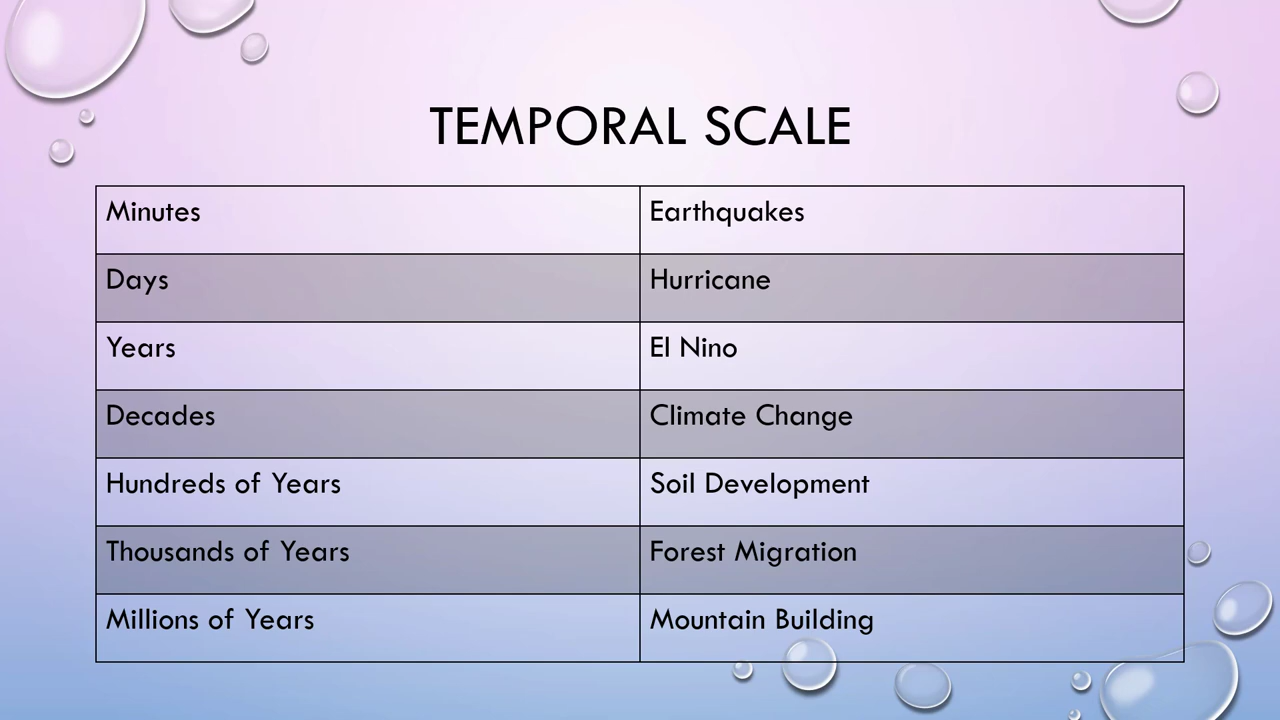 TEMPORAL SCALE
Minutes Earthquakes
Days Hurricane
Years El Nino
Decades Climate Change
Hundreds of Years Soil Development
Thousands of Years Forest Migration
Millions of Years Mountain Building